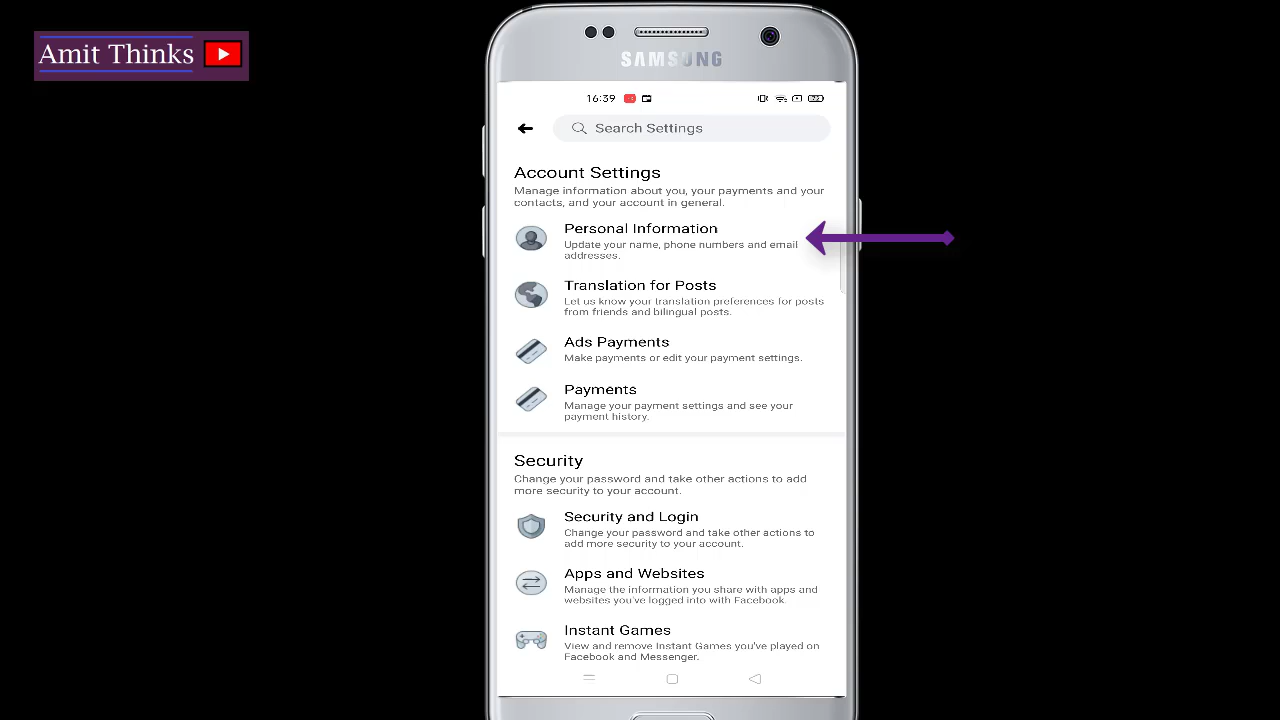 Amit Thinks
SAMSUNG
16:39
Search Settings
Account Settings
Manage information about you, your payments and your
contacts, and your account in general.
Personal Information
Update your name, phone numbers and email
addresses.
Translation for Posts
Let us know your translation preferences for posts
from friends and bilingual posts.
Ads Payments
Make payments or edit your payment settings.
Payments
Manage your payment settings and see your
payment history.
Security
Change your password and take other actions to add
more security to your account.
Security and Login
Change your password and take other actions to
add more security to your account.
Apps and Websites
Manage the information you share with apps and
websites you've logged into with Facebook.
Instant Games
View and remove Instant Games you've played on
Facebook and Messenger.